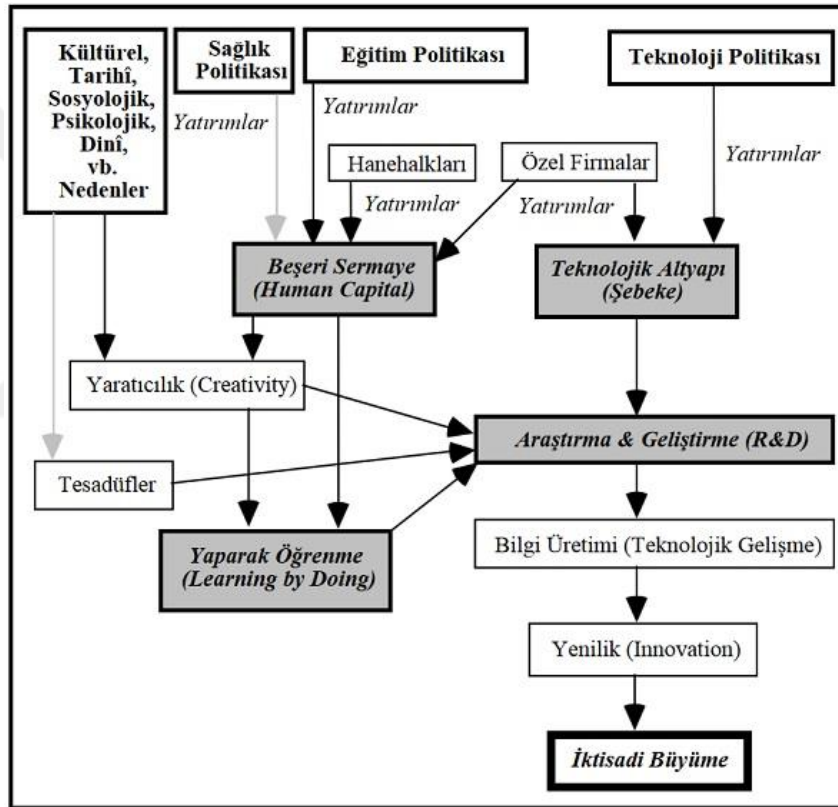 Kültürel,
Tarihî,
Sosyolojik,
Psikolojik,
Dinî,
vb.
Nedenler
Sağlık
Politikası
Eğitim Politikası
Teknoloji Politikası
Yatırımlar
Yatırımlar
Yatırımlar
Hanehalkları
Özel Firmalar
Yatırımlar
Yatırımlar
Beşeri Sermaye
(Human Capital)
Teknolojik Altyapı
(Şebeke)
Yaratıcılık (Creativity)
Araştırma & Geliştirme (R&D)
Tesadüfler
Yaparak Öğrenme
(Learning by Doing)
Bilgi Üretimi (Teknolojik Gelişme)
Yenilik (Innovation)
İktisadi Büyüme